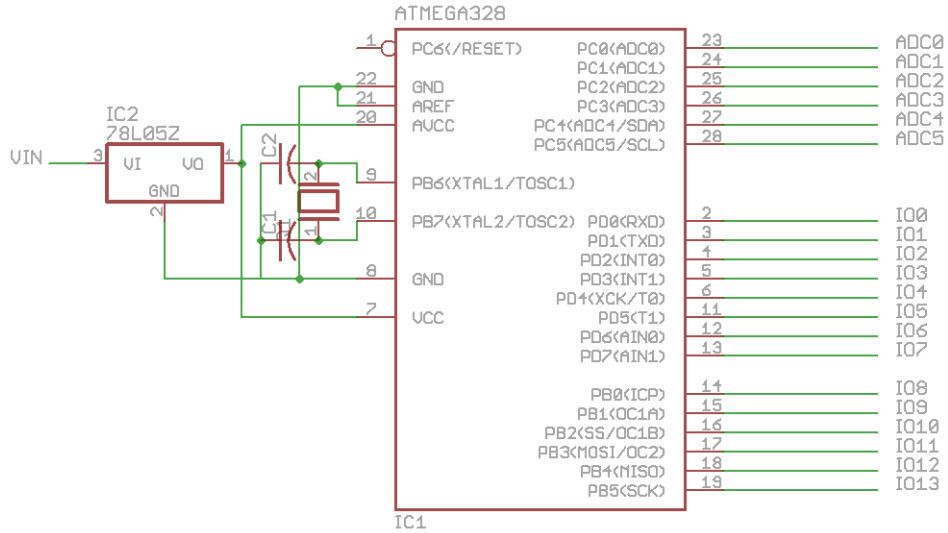 ATMEGA328
1 PC6(/RESET) PC0(ADC0) 23 ADC0
PC1(ADC1) 24 ADC1
22 GND PC2(ADC2) 25 ADC2
21 AREF PC3(ADC3) 26 ADC3
20 AVCC PC4(ADC4/SDA) 27 ADC4
PC5(ADC5/SCL) 28 ADC5
IC2
78L05Z
VIN 3 VI VO 1
GND
2
C2
2
9 PB6(XTAL1/TOSC1)
C1
1
10 PB7(XTAL2/TOSC2) PD0(RXD) 2 IO0
PD1(TXD) 3 IO1
PD2(INT0) 4 IO2
8 GND PD3(INT1) 5 IO3
PD4(XCK/T0) 6 IO4
7 VCC PD5(T1) 11 IO5
PD6(AIN0) 12 IO6
PD7(AIN1) 13 IO7
PB0(ICP) 14 IO8
PB1(OC1A) 15 IO9
PB2(SS/OC1B) 16 IO10
PB3(MOSI/OC2) 17 IO11
PB4(MISO) 18 IO12
PB5(SCK) 19 IO13
IC1